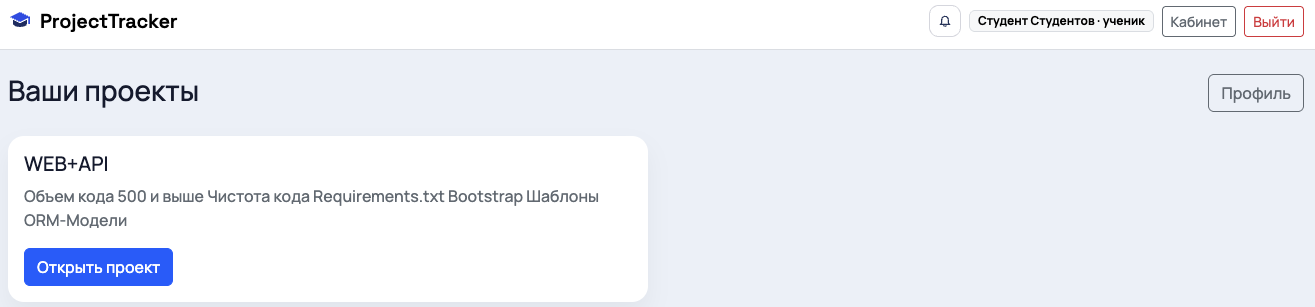 ProjectTracker
Студент Студентов · ученик
Кабинет
Выйти
Ваши проекты
Профиль
WEB+API
Объем кода 500 и выше Чистота кода Requirements.txt Bootstrap Шаблоны
ORM-Модели
Открыть проект